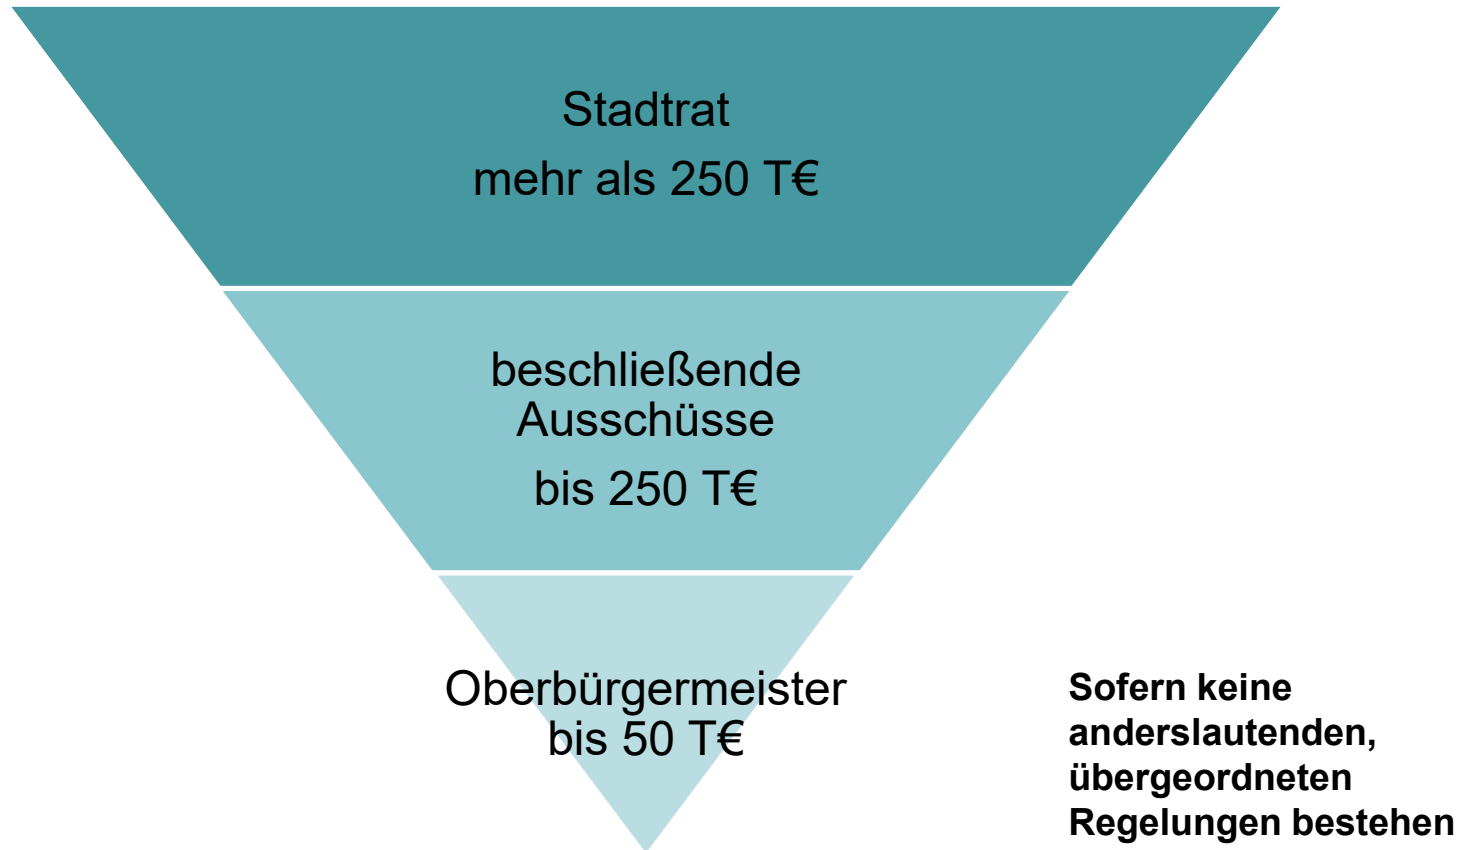 Stadtrat
mehr als 250 T€
beschließende
Ausschüsse
bis 250 T€
Oberbürgermeister
bis 50 T€
Sofern keine
anderslautenden,
übergeordneten
Regelungen bestehen